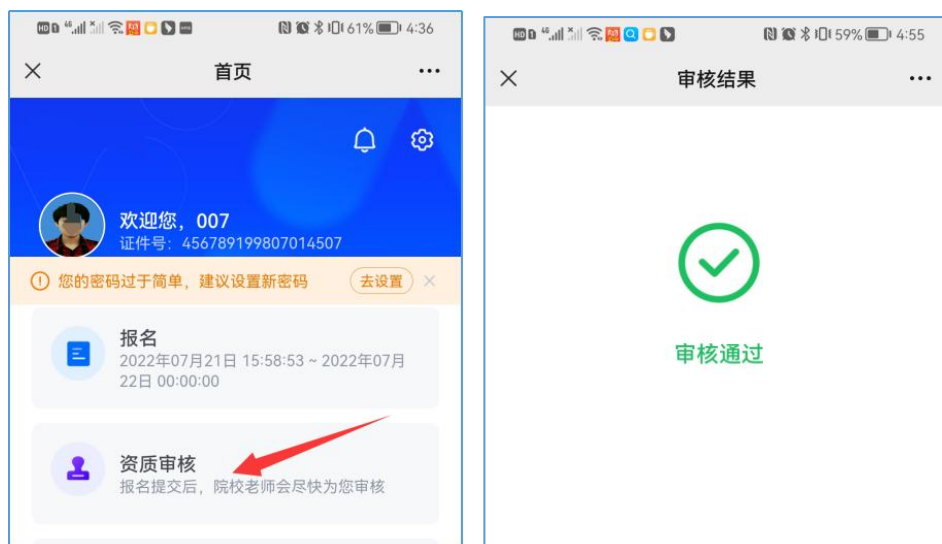 61% 4:36
首页
欢迎您，007
证件号：456789199807014507
您的密码过于简单，建议设置新密码
去设置
报名
2022年07月21日 15:58:53 ~ 2022年07月
22日 00:00:00
资质审核
报名提交后，院校老师会尽快为您审核
59% 4:55
审核结果
审核通过